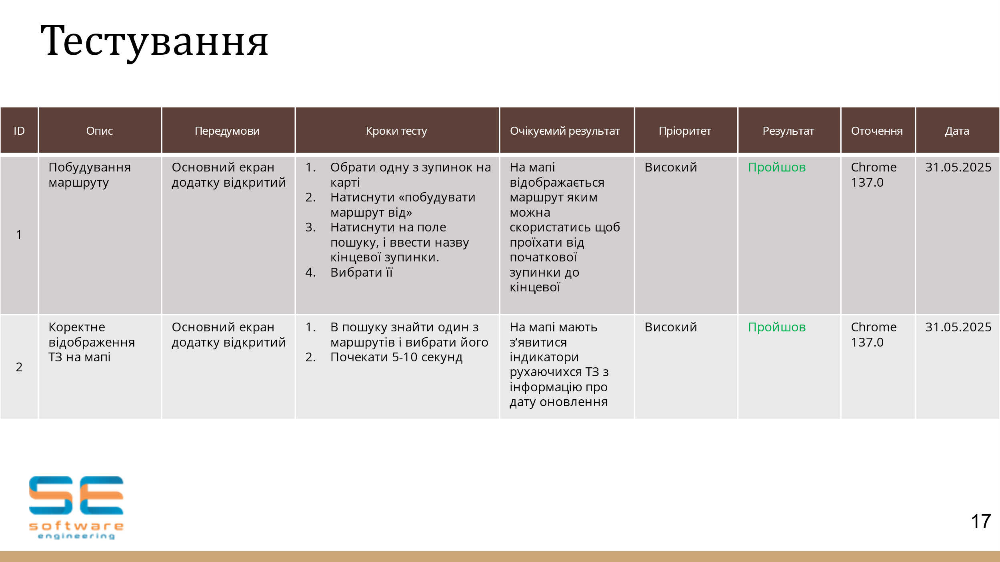 Тестування
ID
Опис
Передумови
Кроки тесту
Очікуємий результат
Пріоритет
Результат
Оточення
Дата
1
Побудування
маршруту
Основний екран
додатку відкритий
1. Обрати одну з зупинок на
карті
2. Натиснути «побудувати
маршрут від»
3. Натиснути на поле
пошуку, і ввести назву
кінцевої зупинки.
4. Вибрати її
На мапі
відображається
маршрут яким
можна
скористатись щоб
проїхати від
початкової
зупинки до
кінцевої
Високий
Пройшов
Chrome
137.0
31.05.2025
2
Коректне
відображення
ТЗ на мапі
Основний екран
додатку відкритий
1. В пошуку знайти один з
маршрутів і вибрати його
2. Почекати 5-10 секунд
На мапі мають
з’явитися
індикатори
рухаючихся ТЗ з
інформацію про
дату оновлення
Високий
Пройшов
Chrome
137.0
31.05.2025
SE
software
engineering
17